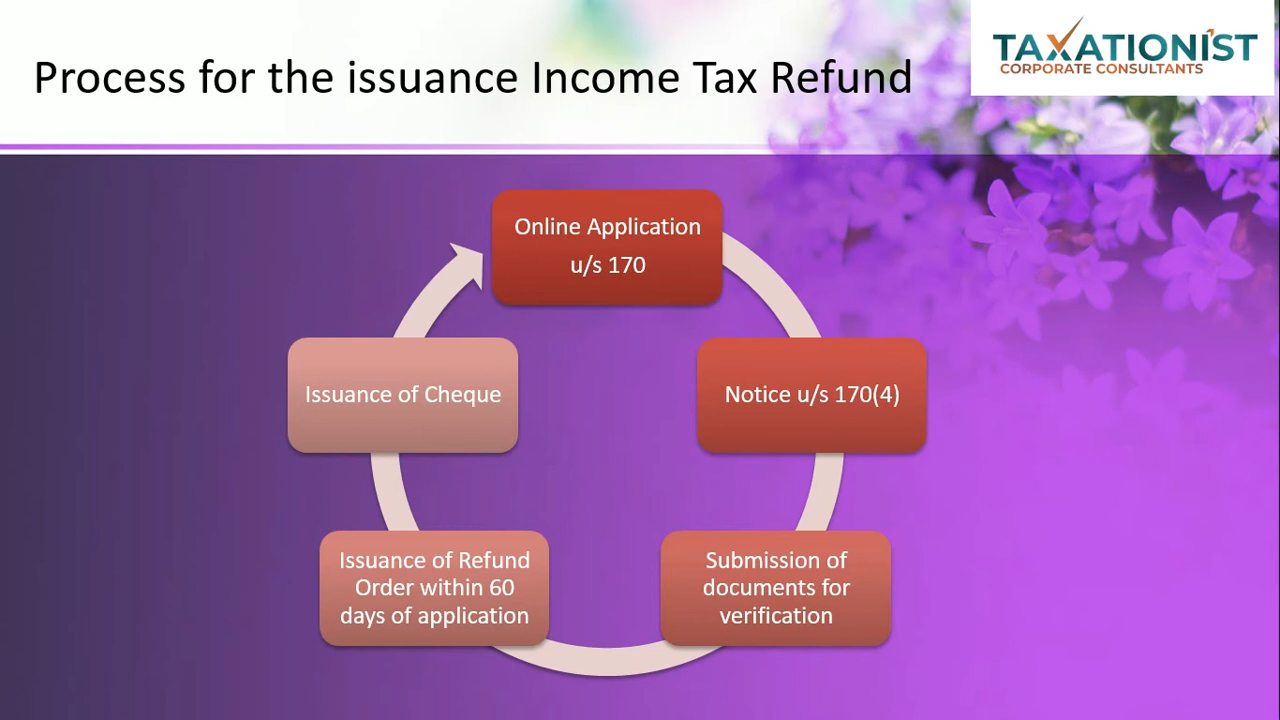 Process for the issuance Income Tax Refund
TAXATIONIST
CORPORATE CONSULTANTS
Online Application
u/s 170
Notice u/s 170(4)
Submission of
documents for
verification
Issuance of Refund
Order within 60
days of application
Issuance of Cheque